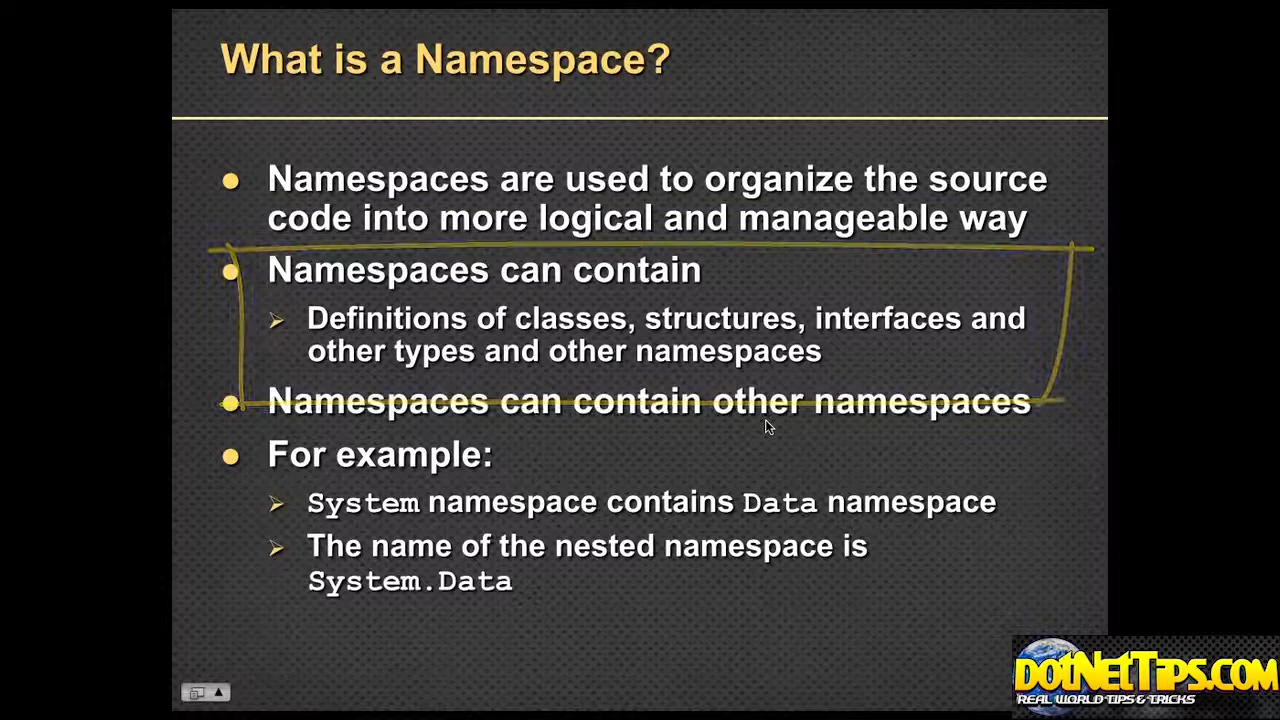 What is a Namespace?
Namespaces are used to organize the source
code into more logical and manageable way
Namespaces can contain
Definitions of classes, structures, interfaces and
other types and other namespaces
Namespaces can contain other namespaces
For example:
System namespace contains Data namespace
The name of the nested namespace is
System.Data
DOTNETTIPS.COM
REAL WORLD TIPS & TRICKS